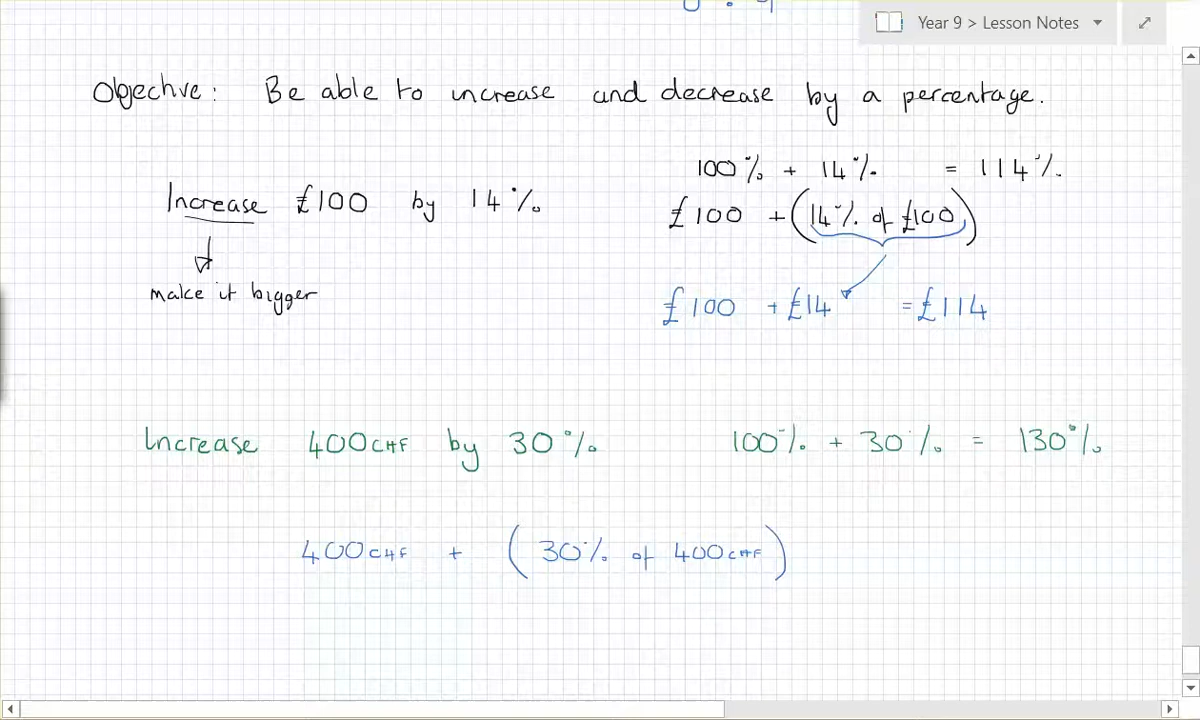 Year 9 > Lesson Notes
Objective: Be able to increase and decrease by a percentage.
100% + 14% = 114%
Increase £100 by 14%
£100 + (14% of £100)
make it bigger
£100 + £14 = £114
Increase 400CHF by 30%
100% + 30% = 130%
400CHF + (30% of 400CHF)